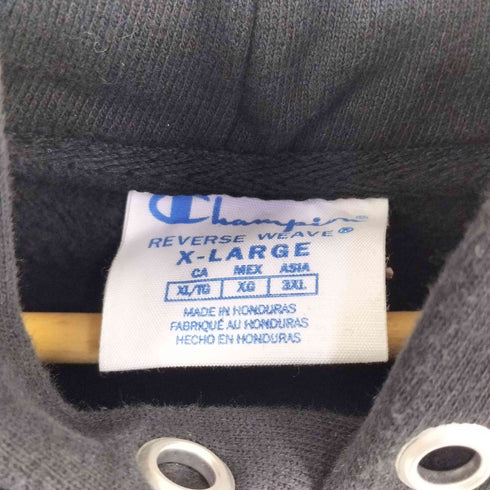 Champion
REVERSE WEAVE®
X-LARGE
CA MEX ASIA
XL/TG XG 3XL
MADE IN HONDURAS
FABRIQUÉ AU HONDURAS
HECHO EN HONDURAS